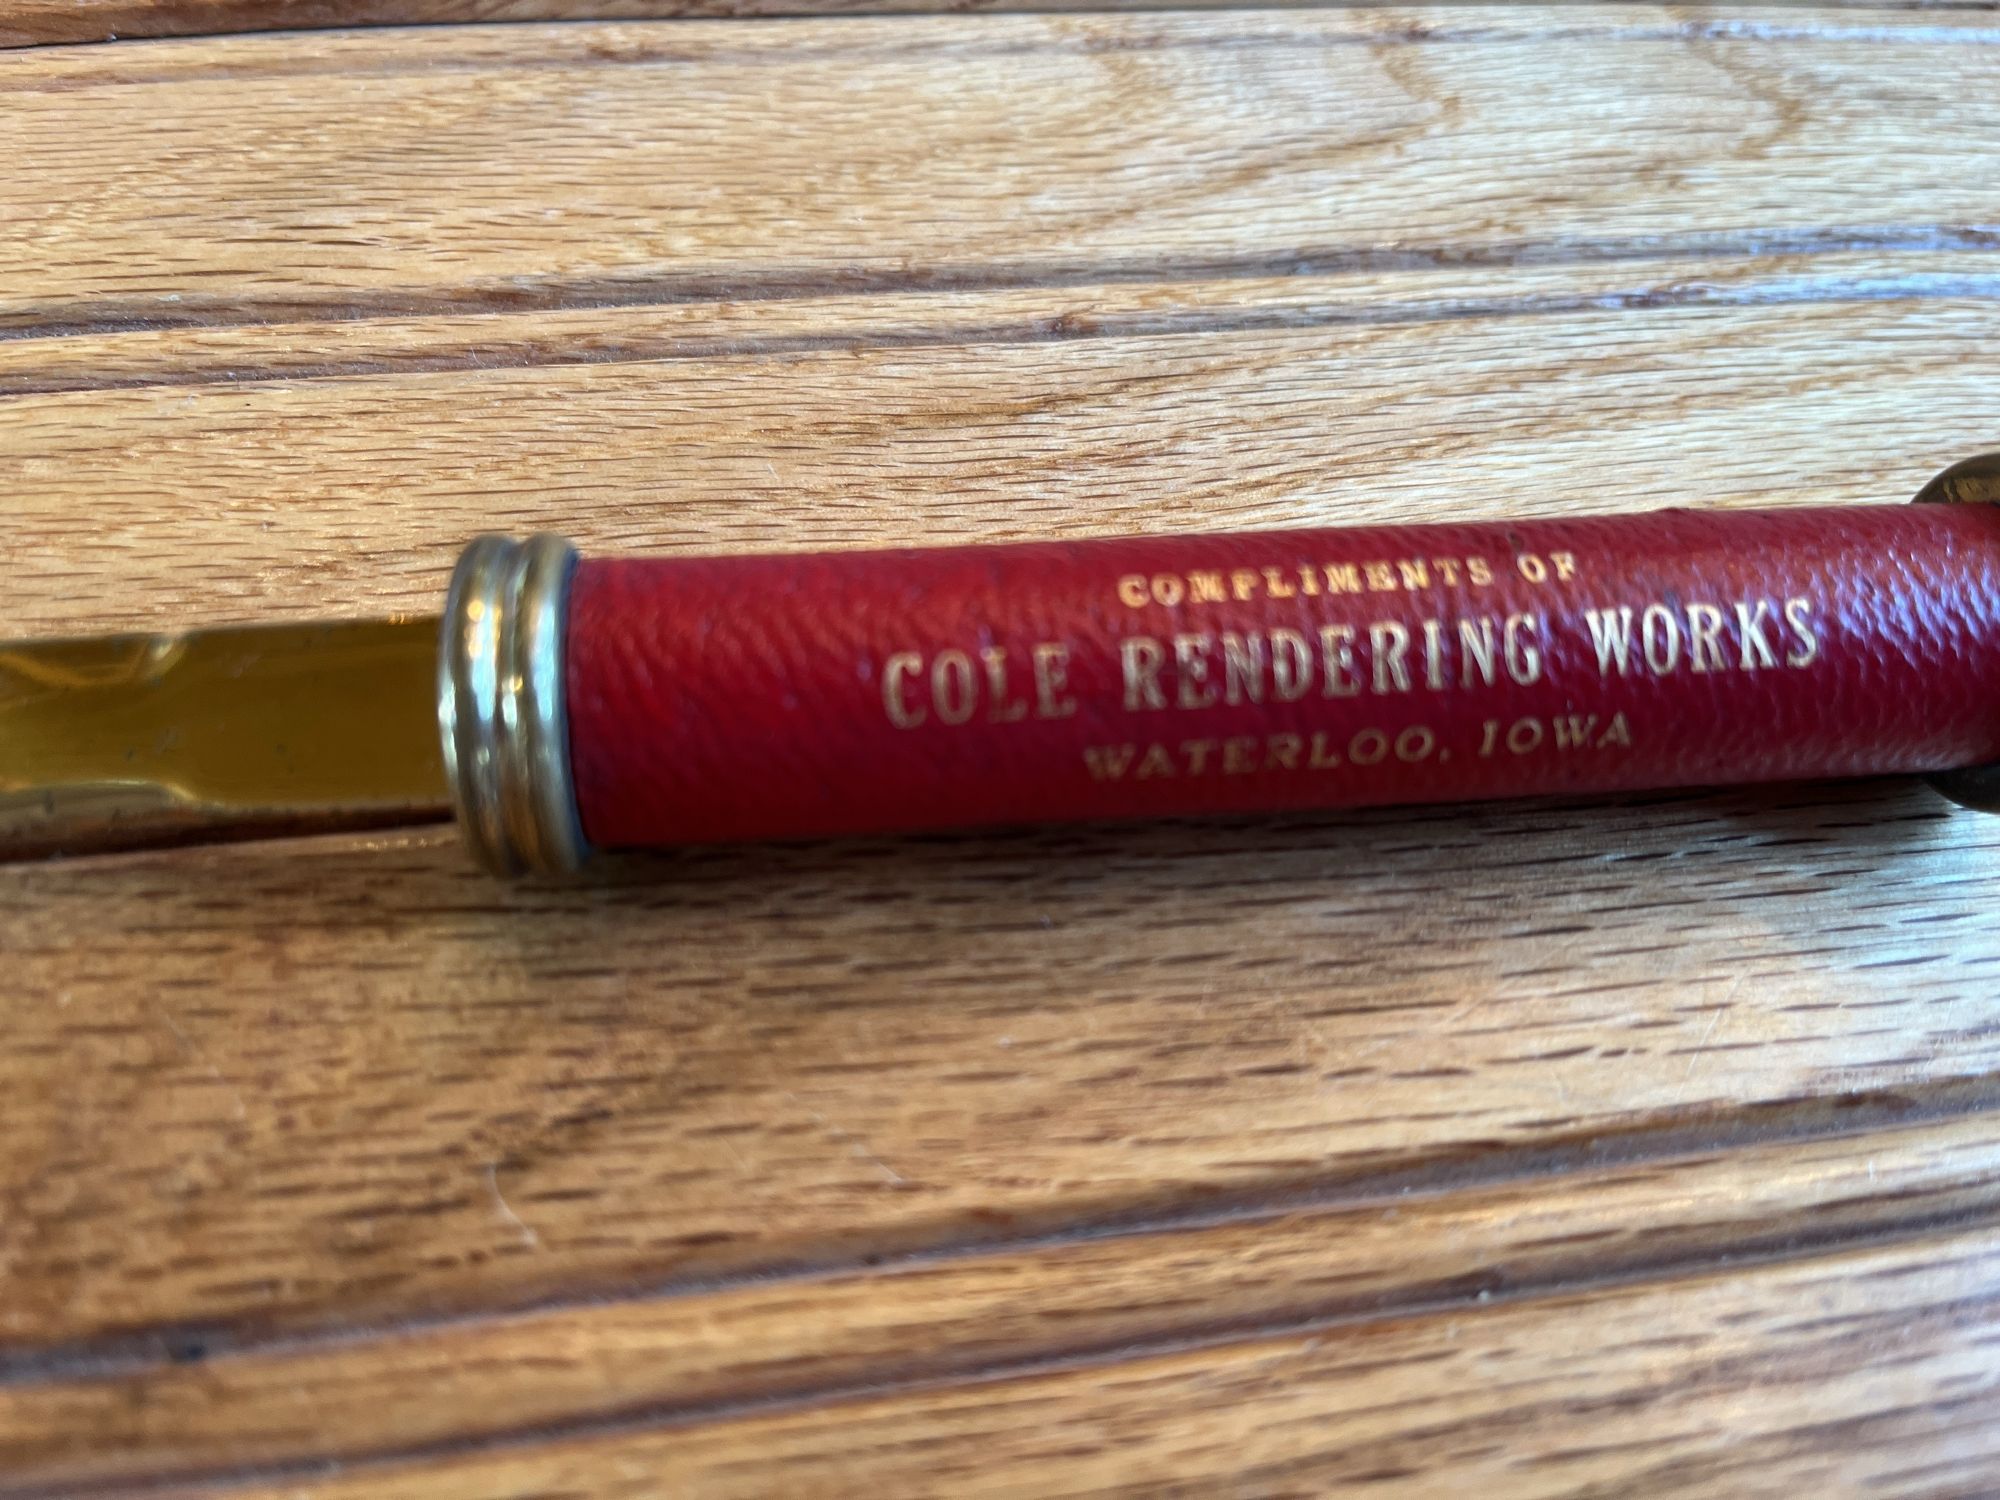 COMPLIMENTS OF
COLE RENDERING WORKS
WATERLOO, IOWA